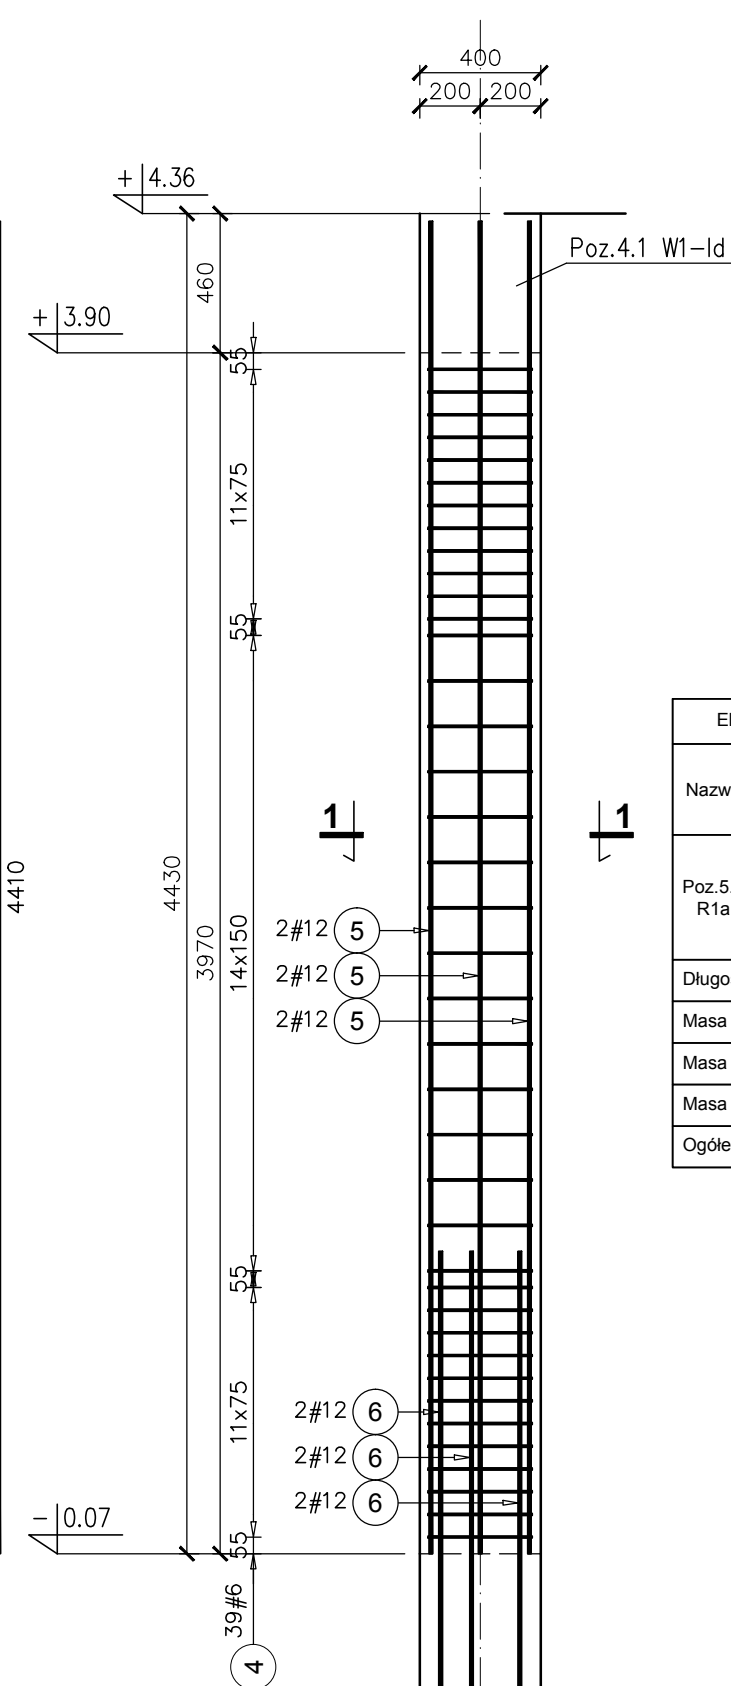 400
200 200
+ 4.36
Poz.4.1 W1-Id
460
+ 3.90
55
11x75
55
4410
4430
3970
14x150
1 1
2#12 5
2#12 5
2#12 5
Nazw
Poz.5.
R1a
Długo
Masa
Masa
Masa
Ogółe
55
11x75
2#12 6
2#12 6
2#12 6
- 0.07
55
39#6
4